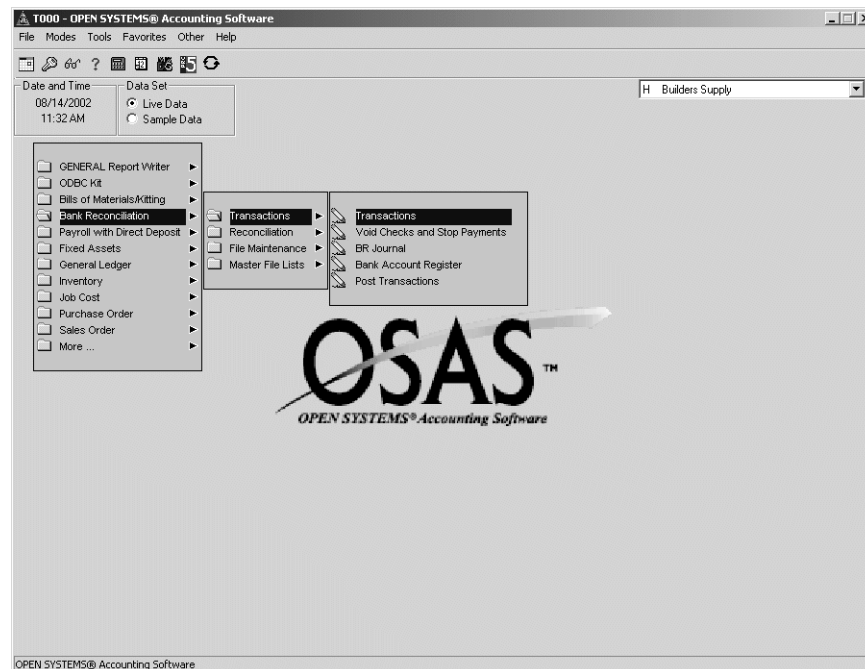 T000 - OPEN SYSTEMS® Accounting Software
File Modes Tools Favorites Other Help
Date and Time
08/14/2002
11:32 AM
Data Set
Live Data
Sample Data
H Builders Supply
GENERAL Report Writer
ODBC Kit
Bills of Materials/Kitting
Bank Reconciliation
Payroll with Direct Deposit
Fixed Assets
General Ledger
Inventory
Job Cost
Purchase Order
Sales Order
More ...
Transactions
Reconciliation
File Maintenance
Master File Lists
Transactions
Void Checks and Stop Payments
BR Journal
Bank Account Register
Post Transactions
OSAS™
OPEN SYSTEMS® Accounting Software
OPEN SYSTEMS® Accounting Software